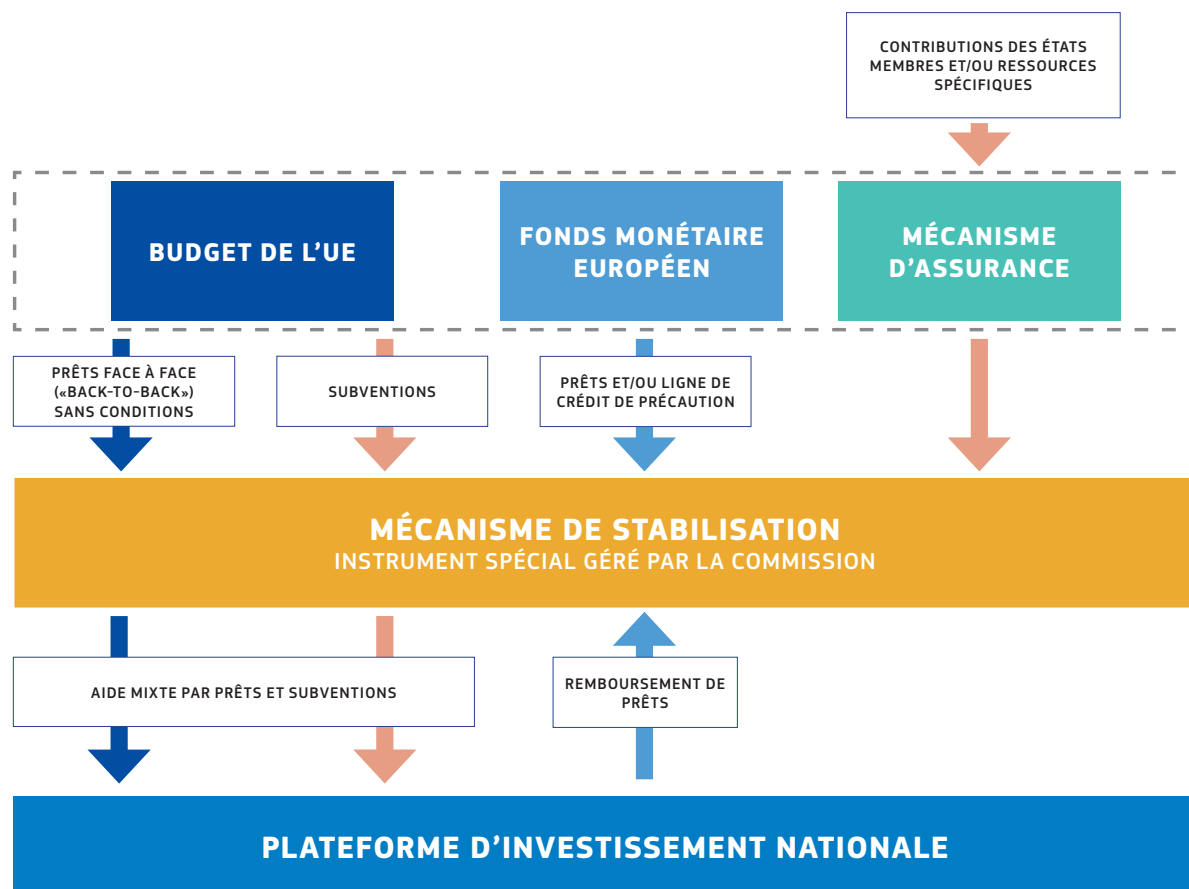 CONTRIBUTIONS DES ÉTATS
MEMBRES ET/OU RESSOURCES
SPÉCIFIQUES
BUDGET DE L’UE
FONDS MONÉTAIRE
EUROPÉEN
MÉCANISME
D’ASSURANCE
PRÊTS FACE À FACE
(«BACK-TO-BACK»)
SANS CONDITIONS
SUBVENTIONS
PRÊTS ET/OU LIGNE DE
CRÉDIT DE PRÉCAUTION
MÉCANISME DE STABILISATION
INSTRUMENT SPÉCIAL GÉRÉ PAR LA COMMISSION
AIDE MIXTE PAR PRÊTS ET SUBVENTIONS
REMBOURSEMENT DE
PRÊTS
PLATEFORME D’INVESTISSEMENT NATIONALE